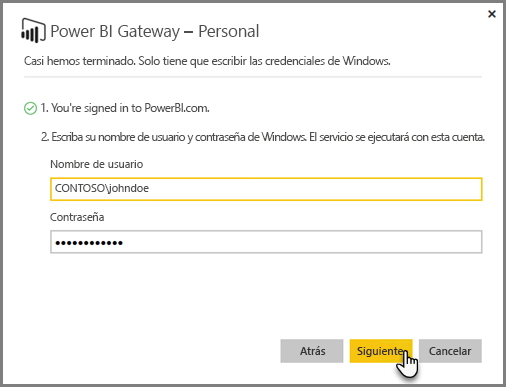 Power BI Gateway – Personal
Casi hemos terminado. Solo tiene que escribir las credenciales de Windows.
1. You're signed in to PowerBI.com.
2. Escriba su nombre de usuario y contraseña de Windows. El servicio se ejecutará con esta cuenta.
Nombre de usuario
CONTOSO\johndoe
Contraseña
••••••••••••
Atrás Siguiente Cancelar